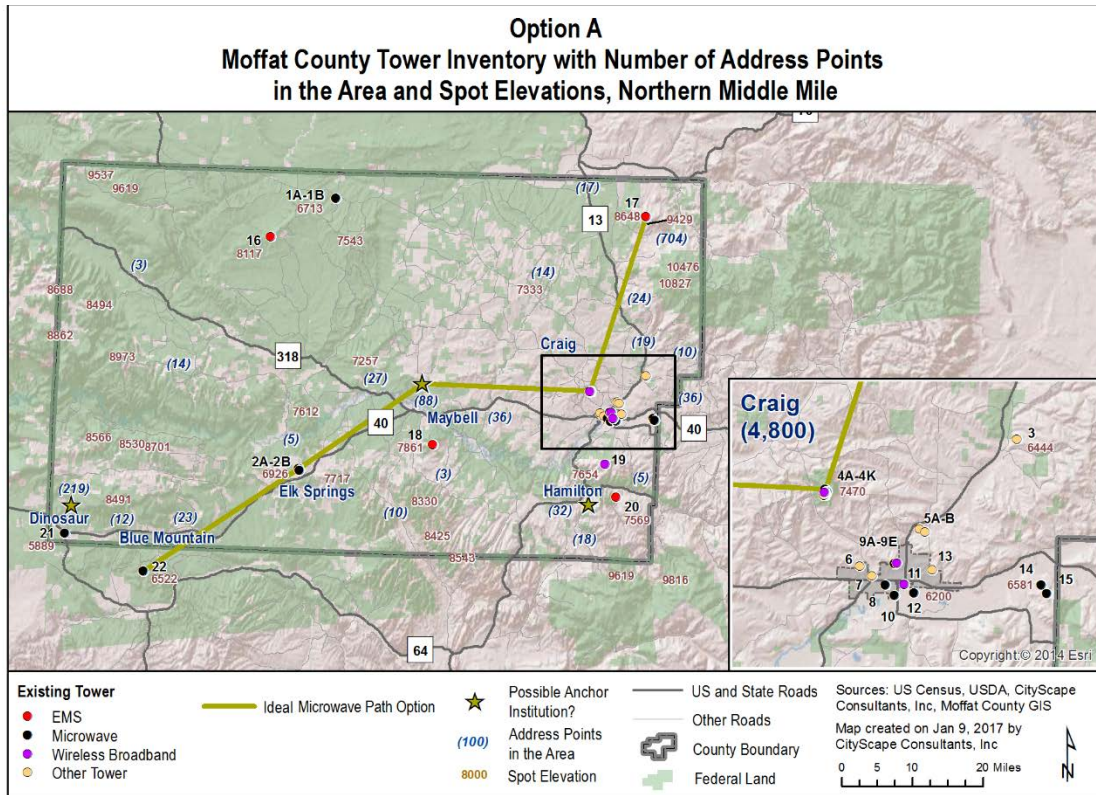 Option A
Moffat County Tower Inventory with Number of Address Points
in the Area and Spot Elevations, Northern Middle Mile
9537
9619
1A-1B
6713
(17)
13
17
8648
9429
(704)
16
8117
7543
(3)
(14)
7333
10476
10827
8688
8494
(24)
8862
8973
(14)
318
7257
(27)
Craig
(19)
(10)
(88)
Maybell
(36)
(36)
40
40
7612
(5)
8566
8530
8701
18
7861
2A-2B
6926
7717
Elk Springs
(3)
19
7654
(5)
(219)
8491
Dinosaur
(12)
(23)
Blue Mountain
21
5889
(10)
8330
8425
8543
Hamilton
(32)
20
7569
(18)
22
6522
9619
9816
64
Craig
(4,800)
3
6444
4A-4K
7470
5A-B
9A-9E
6
13
7
11
14
15
6581
8
6200
10
12
Copyright:© 2014 Esri
Existing Tower
EMS
Microwave
Wireless Broadband
Other Tower
Ideal Microwave Path Option
Possible Anchor
Institution?
(100)
Address Points
in the Area
8000
Spot Elevation
US and State Roads
Other Roads
County Boundary
Federal Land
Sources: US Census, USDA, CityScape
Consultants, Inc, Moffat County GIS
Map created on Jan 9, 2017 by
CityScape Consultants, Inc
0 5 10 20 Miles
N